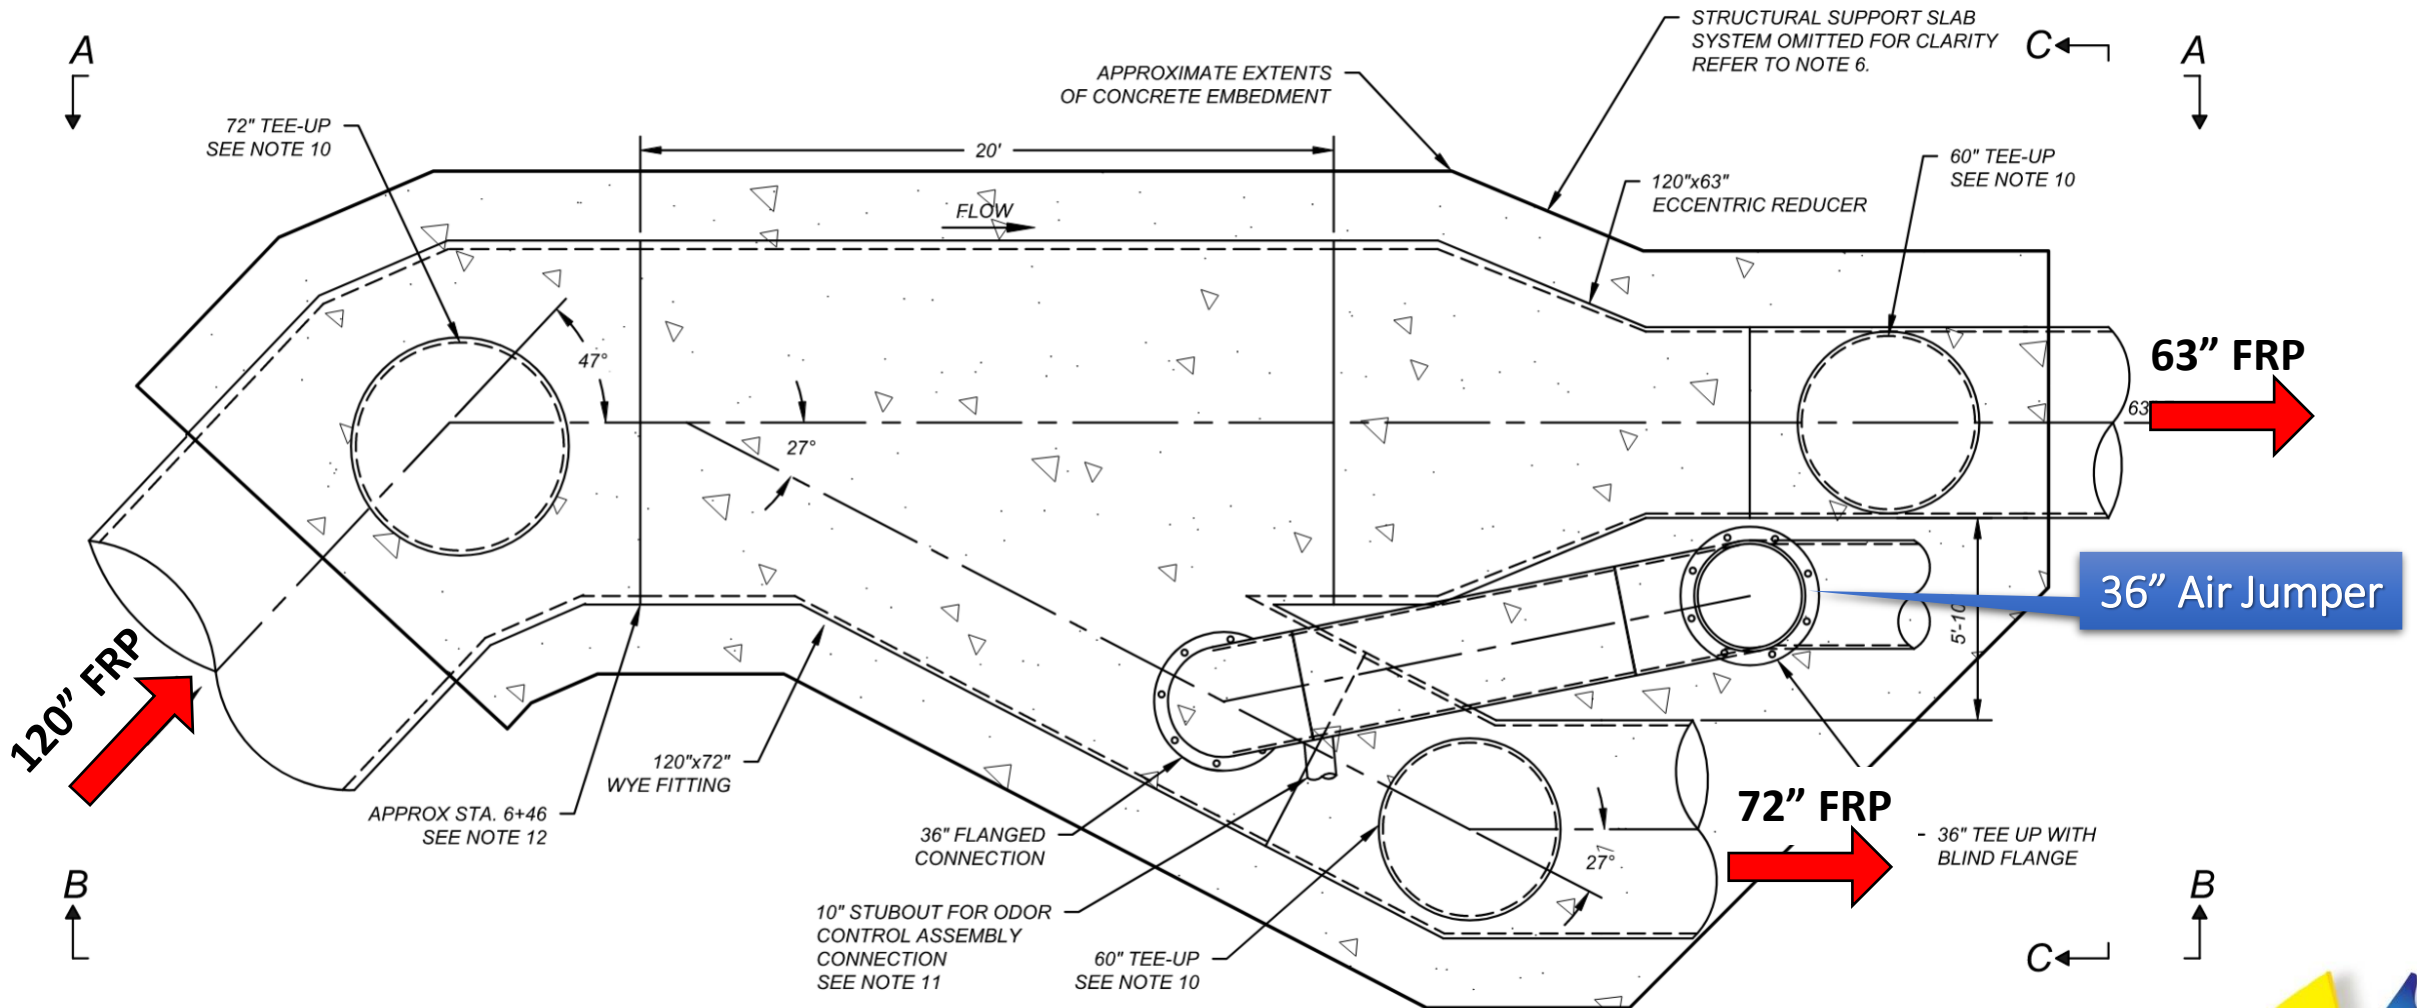 STRUCTURAL SUPPORT SLAB
SYSTEM OMITTED FOR CLARITY
REFER TO NOTE 6.
A
C
A
APPROXIMATE EXTENTS
OF CONCRETE EMBEDMENT
72" TEE-UP
SEE NOTE 10
20'
60" TEE-UP
SEE NOTE 10
120"x63"
ECCENTRIC REDUCER
FLOW
47°
27°
63” FRP
63
36” Air Jumper
5'-10
120” FRP
120"x72"
WYE FITTING
APPROX STA. 6+46
SEE NOTE 12
72” FRP
36" FLANGED
CONNECTION
27°
36" TEE UP WITH
BLIND FLANGE
B
B
10" STUBOUT FOR ODOR
CONTROL ASSEMBLY
CONNECTION
SEE NOTE 11
60" TEE-UP
SEE NOTE 10
C